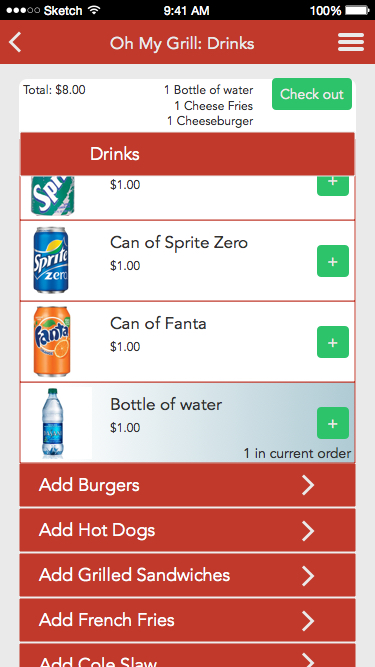 Sketch 9:41 AM 100%
Oh My Grill: Drinks
Total: $8.00
1 Bottle of water
1 Cheese Fries
1 Cheeseburger
Check out
Drinks
$1.00
+
Sprite
zero
Can of Sprite Zero
$1.00
+
Fanta
Can of Fanta
$1.00
+
Bottle of water
$1.00
+
1 in current order
Add Burgers
Add Hot Dogs
Add Grilled Sandwiches
Add French Fries
Add Cole Slaw